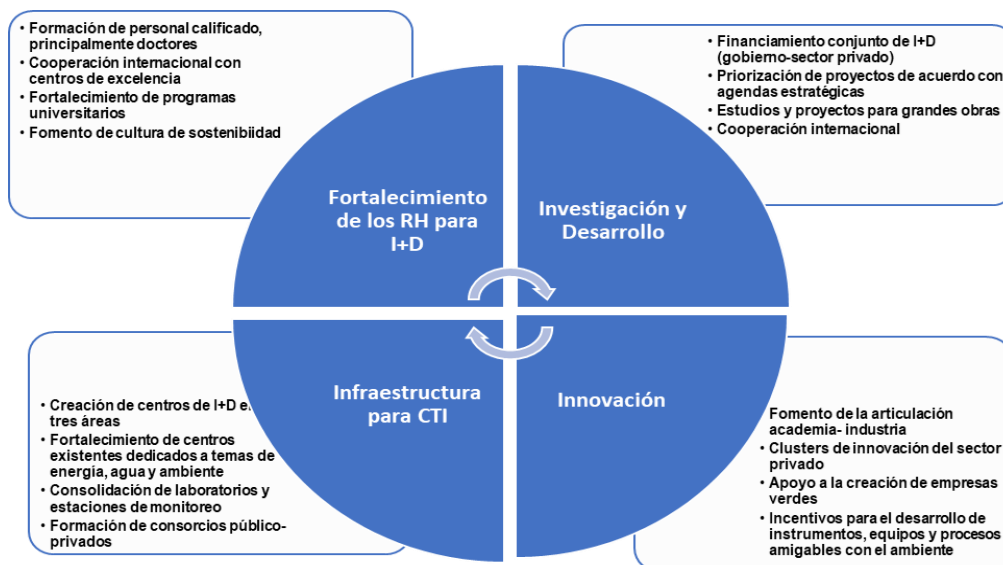 • Formación de personal calificado,
principalmente doctores
• Cooperación internacional con
centros de excelencia
• Fortalecimiento de programas
universitarios
• Fomento de cultura de sostenibiidad
• Financiamiento conjunto de I+D
(gobierno-sector privado)
• Priorización de proyectos de acuerdo con
agendas estratégicas
• Estudios y proyectos para grandes obras
• Cooperación internacional
Fortalecimiento
de los RH para
I+D
Investigación y
Desarrollo
Infraestructura
para CTI
Innovación
• Creación de centros de I+D
tres áreas
• Fortalecimiento de centros
existentes dedicados a temas de
energía, agua y ambiente
• Consolidación de laboratorios y
estaciones de monitoreo
• Formación de consorcios público-
privados
Fomento de la articulación
academia- industria
• Clusters de innovación del sector
privado
• Apoyo a la creación de empresas
verdes
• Incentivos para el desarrollo de
instrumentos, equipos y procesos
amigables con el ambiente